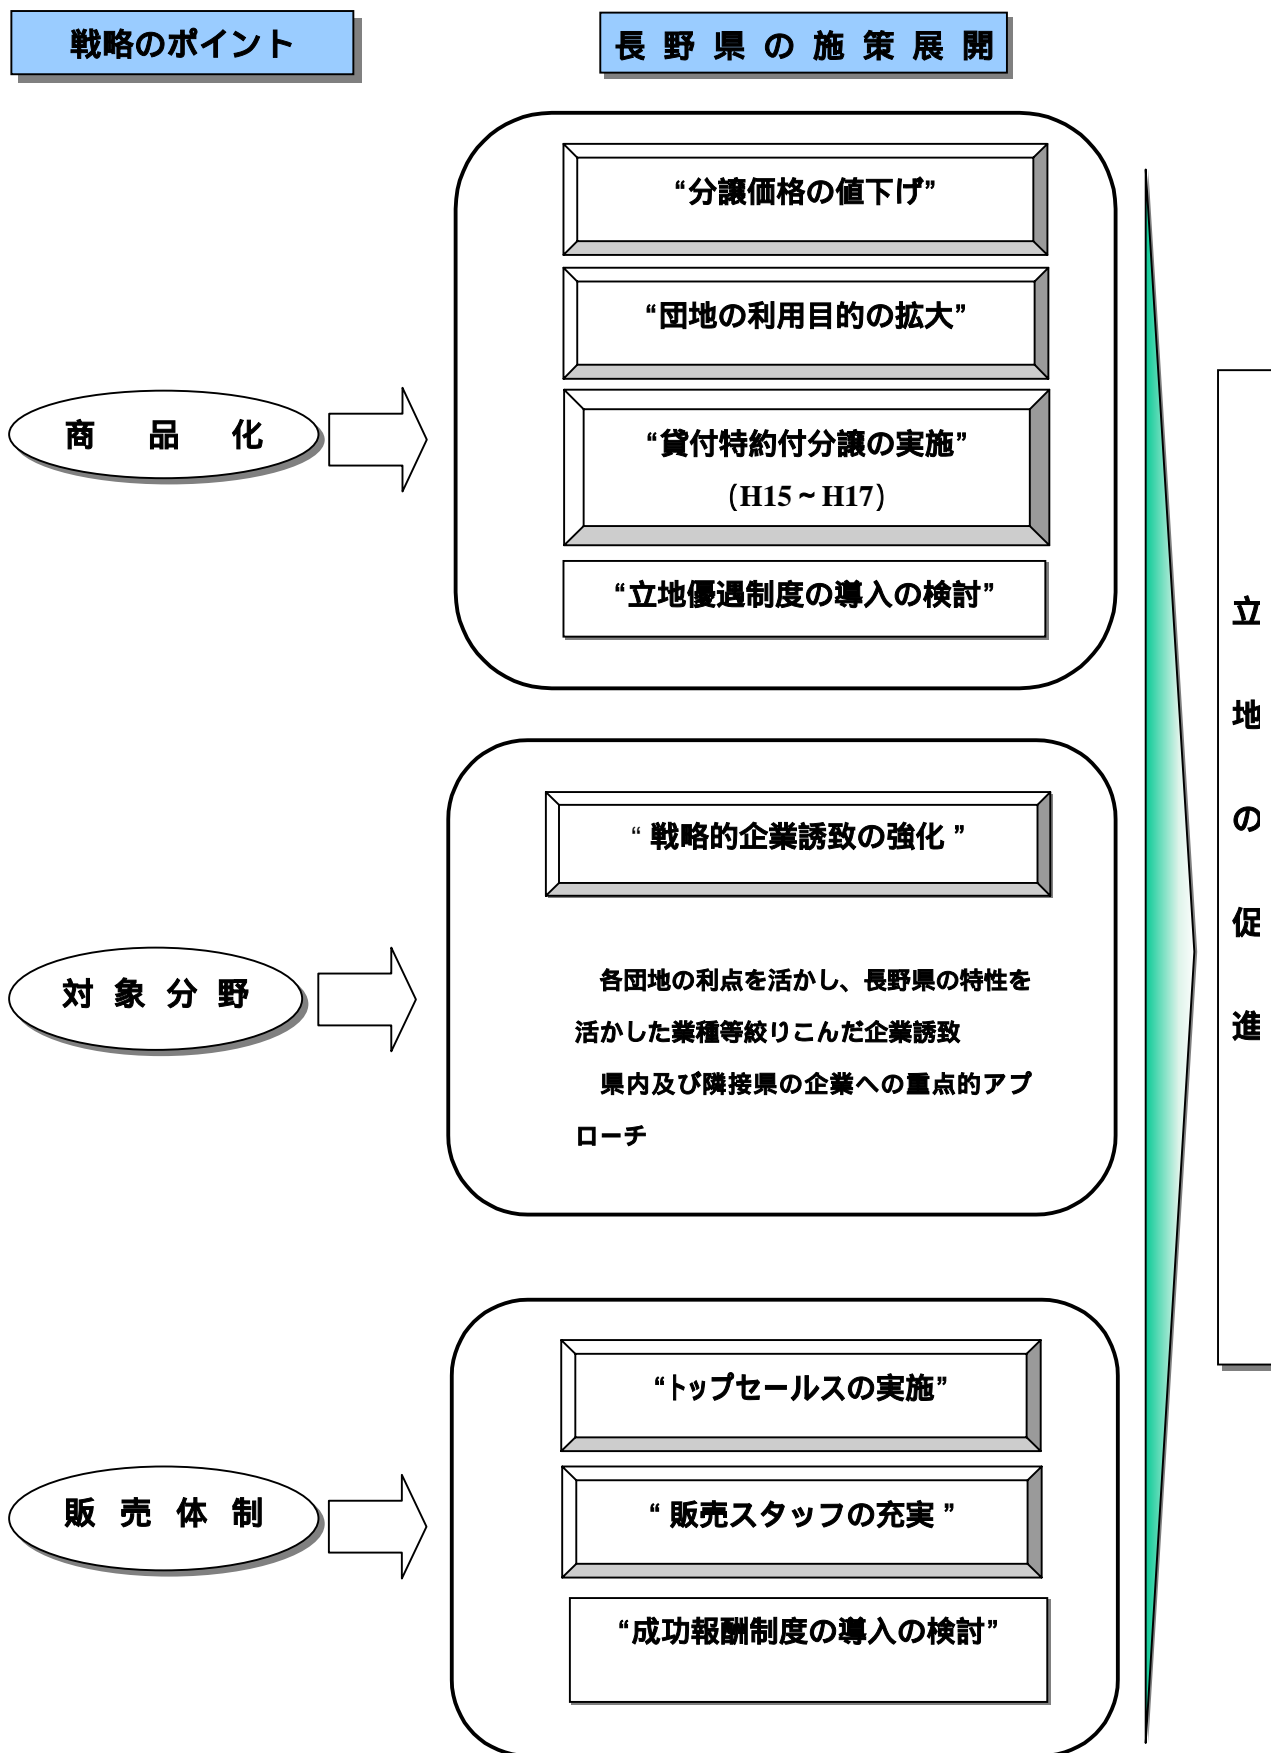 戦略のポイント
長野県の施策展開
商品化
“分譲価格の値下げ”
“団地の利用目的の拡大”
“貸付特約付分譲の実施”
（H15～H17）
“立地優遇制度の導入の検討”
対象分野
“戦略的企業誘致の強化”
各団地の利点を活かし、長野県の特性を
活かした業種等絞りこんだ企業誘致
県内及び隣接県の企業への重点的アプ
ローチ
販売体制
“トップセールスの実施”
“販売スタッフの充実”
“成功報酬制度の導入の検討”
立地の促進